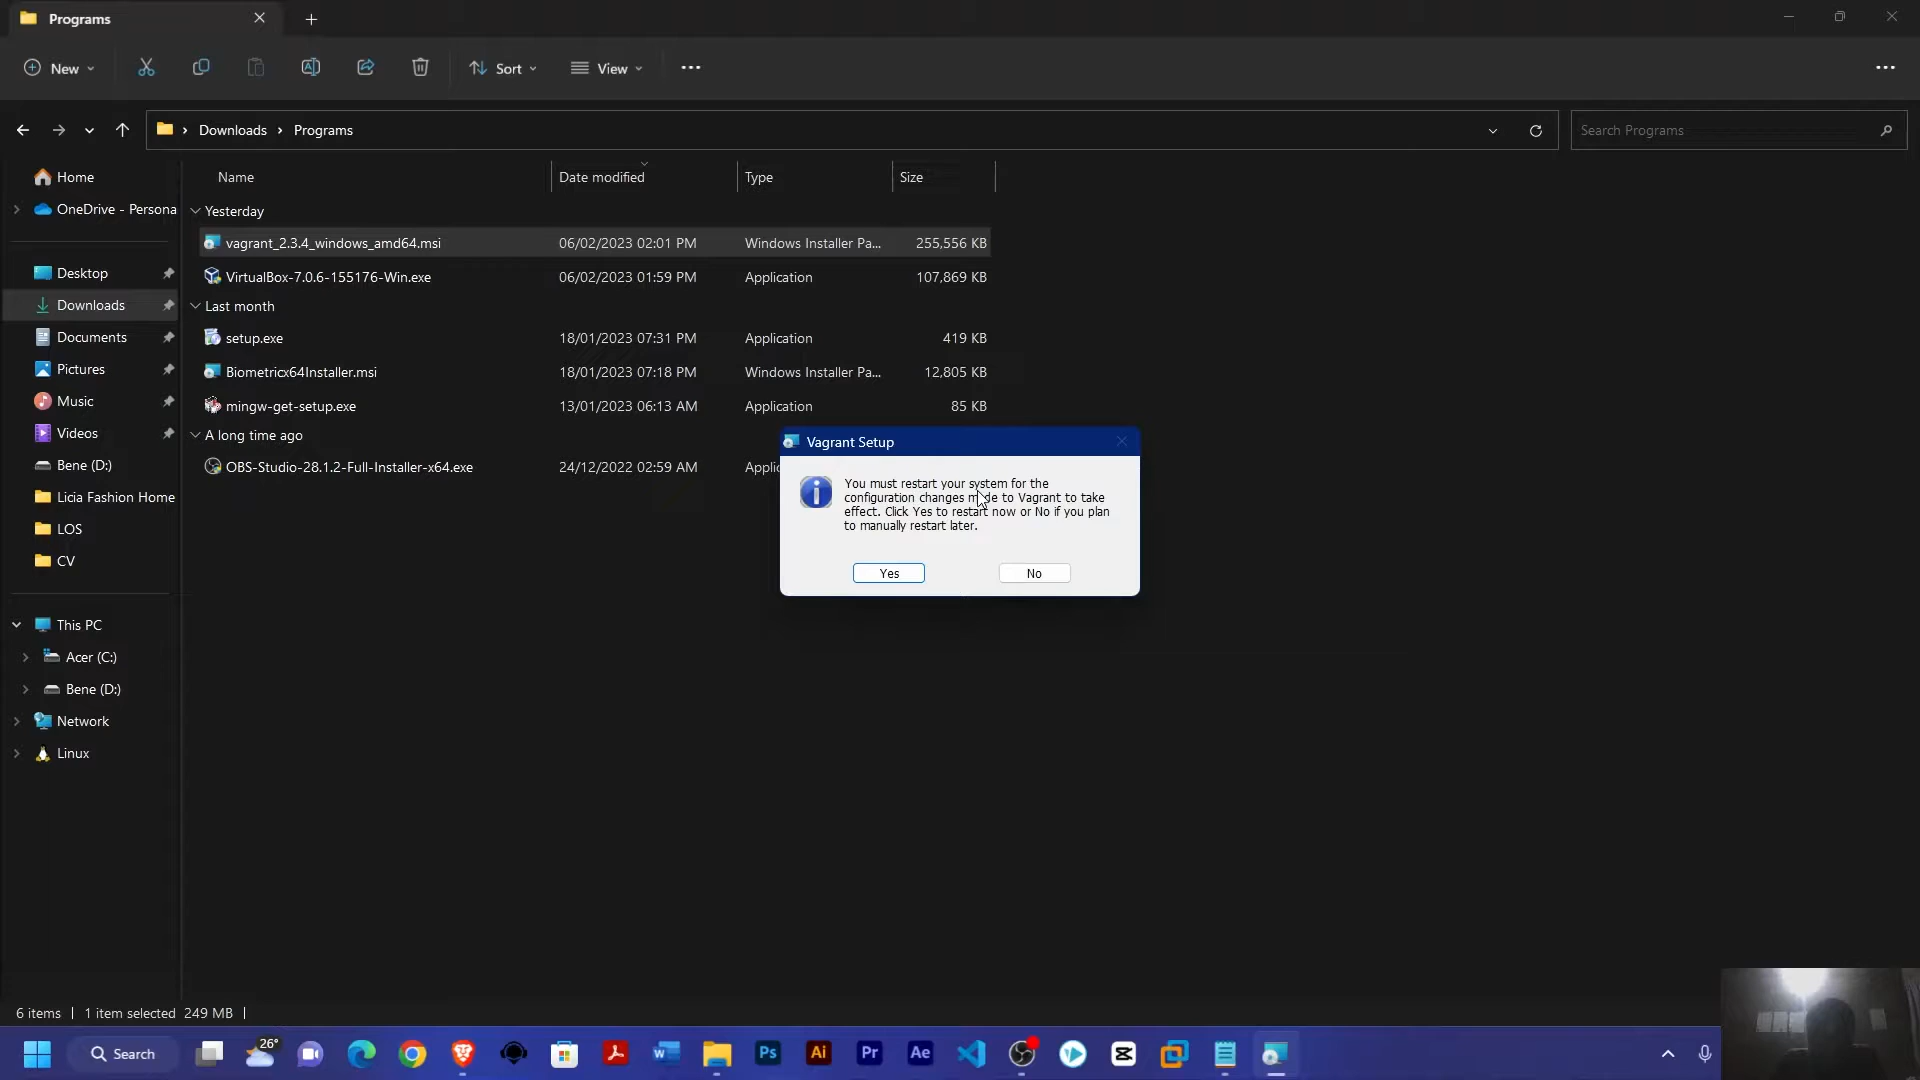 Programs
New
Sort
View
Downloads
Programs
Search Programs
Home
OneDrive - Persona
Desktop
Downloads
Documents
Pictures
Music
Videos
Bene (D:)
Licia Fashion Home
LOS
CV
This PC
Acer (C:)
Bene (D:)
Network
Linux
Name Date modified Type Size
Yesterday
vagrant_2.3.4_windows_amd64.msi 06/02/2023 02:01 PM Windows Installer Pa... 255,556 KB
VirtualBox-7.0.6-155176-Win.exe 06/02/2023 01:59 PM Application 107,869 KB
Last month
setup.exe 18/01/2023 07:31 PM Application 419 KB
Biometricx64Installer.msi 18/01/2023 07:18 PM Windows Installer Pa... 12,805 KB
mingw-get-setup.exe 13/01/2023 06:13 AM Application 85 KB
A long time ago
OBS-Studio-28.1.2-Full-Installer-x64.exe 24/12/2022 02:59 AM Applic
Vagrant Setup
You must restart your system for the
configuration changes made to Vagrant to take
effect. Click Yes to restart now or No if you plan
to manually restart later.
Yes
No
6 items 1 item selected 249 MB
Search
26°
Ps
Ai
Pr
Ae